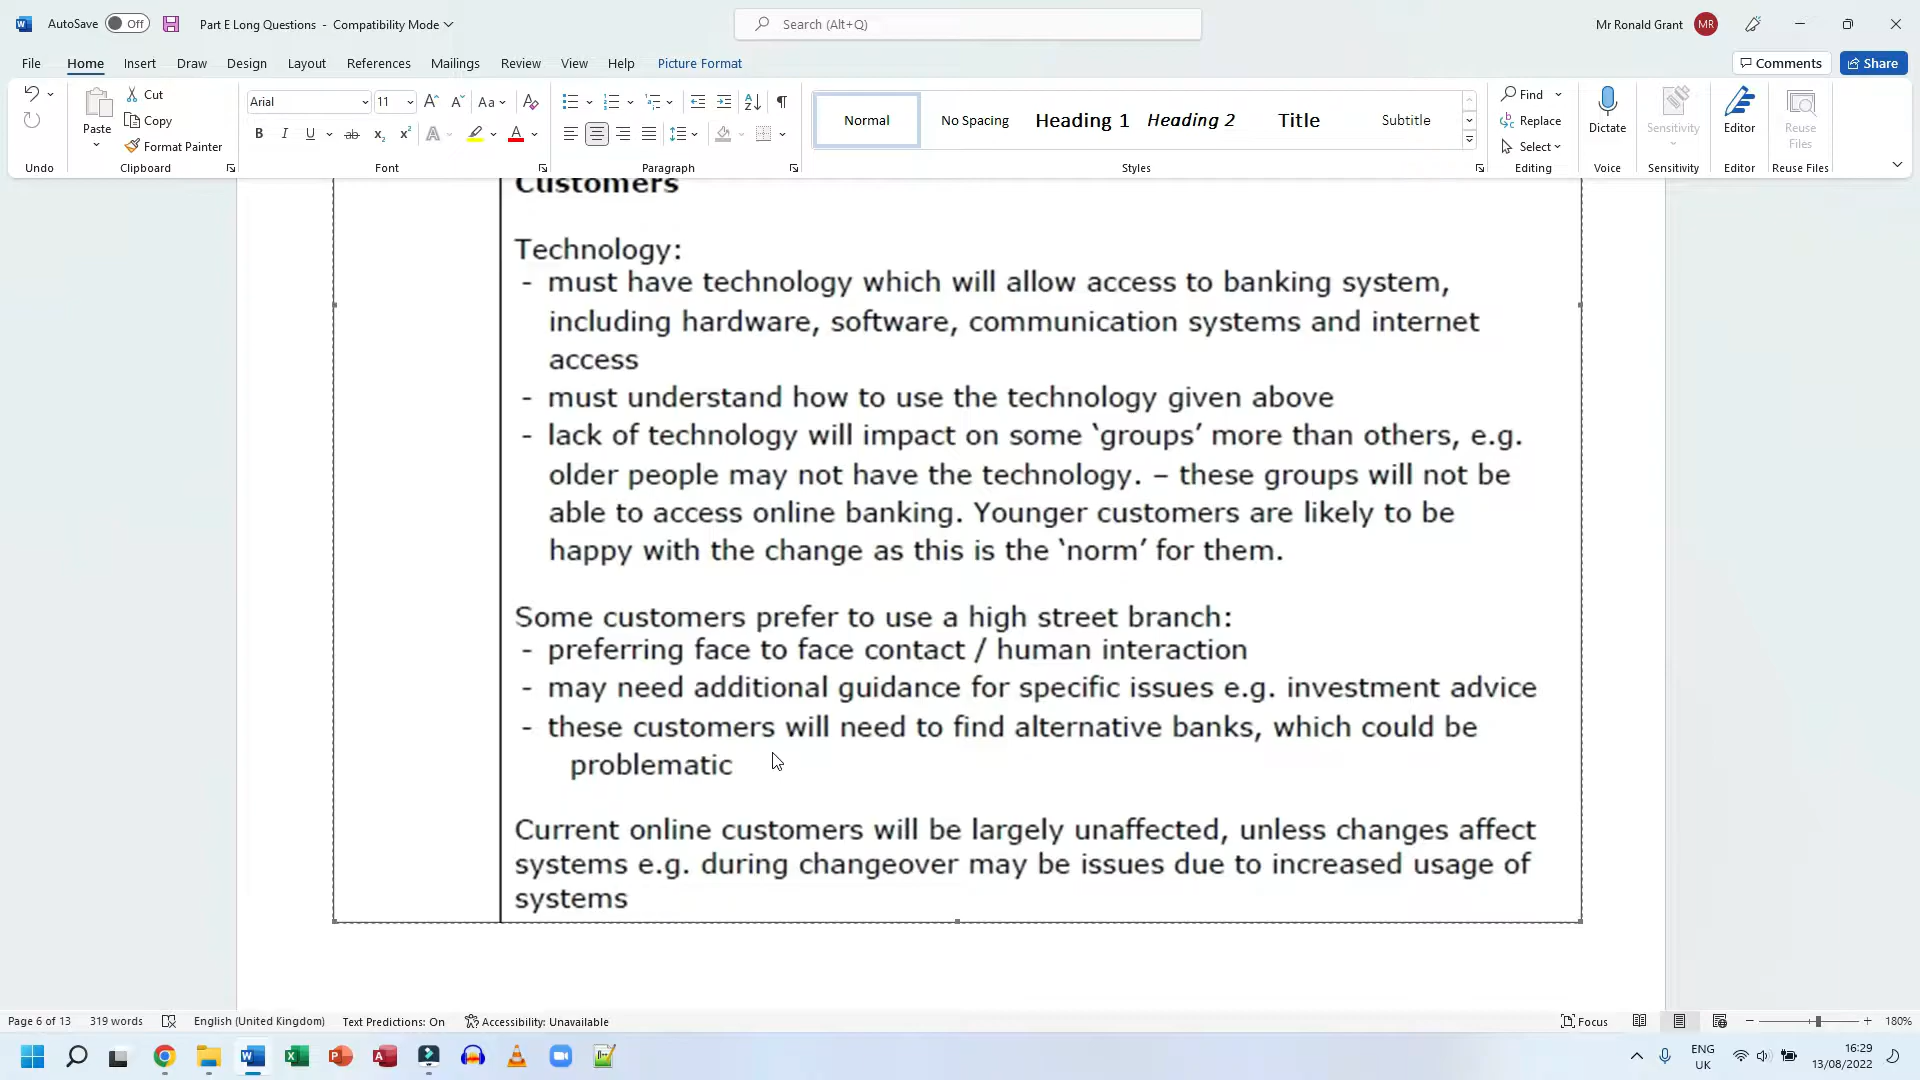 AutoSave Off Part E Long Questions - Compatibility Mode Search (Alt+Q) Mr Ronald Grant MR
File Home Insert Draw Design Layout References Mailings Review View Help Picture Format Comments Share
Cut
Copy
Format Painter
Paste
Arial 11
Normal No Spacing Heading 1 Heading 2 Title Subtitle
Find
Replace
Select
Dictate Sensitivity Editor Reuse Files
Undo Clipboard Font Paragraph Styles Editing Voice Sensitivity Editor Reuse Files
Customers
Technology:
- must have technology which will allow access to banking system,
including hardware, software, communication systems and internet
access
- must understand how to use the technology given above
- lack of technology will impact on some ‘groups’ more than others, e.g.
older people may not have the technology. – these groups will not be
able to access online banking. Younger customers are likely to be
happy with the change as this is the ‘norm’ for them.
Some customers prefer to use a high street branch:
- preferring face to face contact / human interaction
- may need additional guidance for specific issues e.g. investment advice
- these customers will need to find alternative banks, which could be
problematic
Current online customers will be largely unaffected, unless changes affect
systems e.g. during changeover may be issues due to increased usage of
systems
Page 6 of 13 319 words English (United Kingdom) Text Predictions: On Accessibility: Unavailable Focus 180%
ENG
UK
16:29
13/08/2022